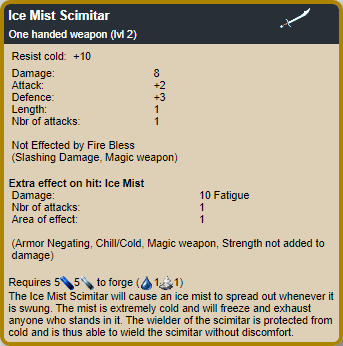 Ice Mist Scimitar
One handed weapon (lvl 2)
Resist cold: +10
Damage: 8
Attack: +2
Defence: +3
Length: 1
Nbr of attacks: 1
Not Effected by Fire Bless
(Slashing Damage, Magic weapon)
Extra effect on hit: Ice Mist
Damage: 10 Fatigue
Nbr of attacks: 1
Area of effect: 1
(Armor Negating, Chill/Cold, Magic weapon, Strength not added to
damage)
Requires 5 5 to forge ( 1 1)
The Ice Mist Scimitar will cause an ice mist to spread out whenever it
is swung. The mist is extremely cold and will freeze and exhaust
anyone who stands in it. The wielder of the scimitar is protected from
cold and is thus able to wield the scimitar without discomfort.